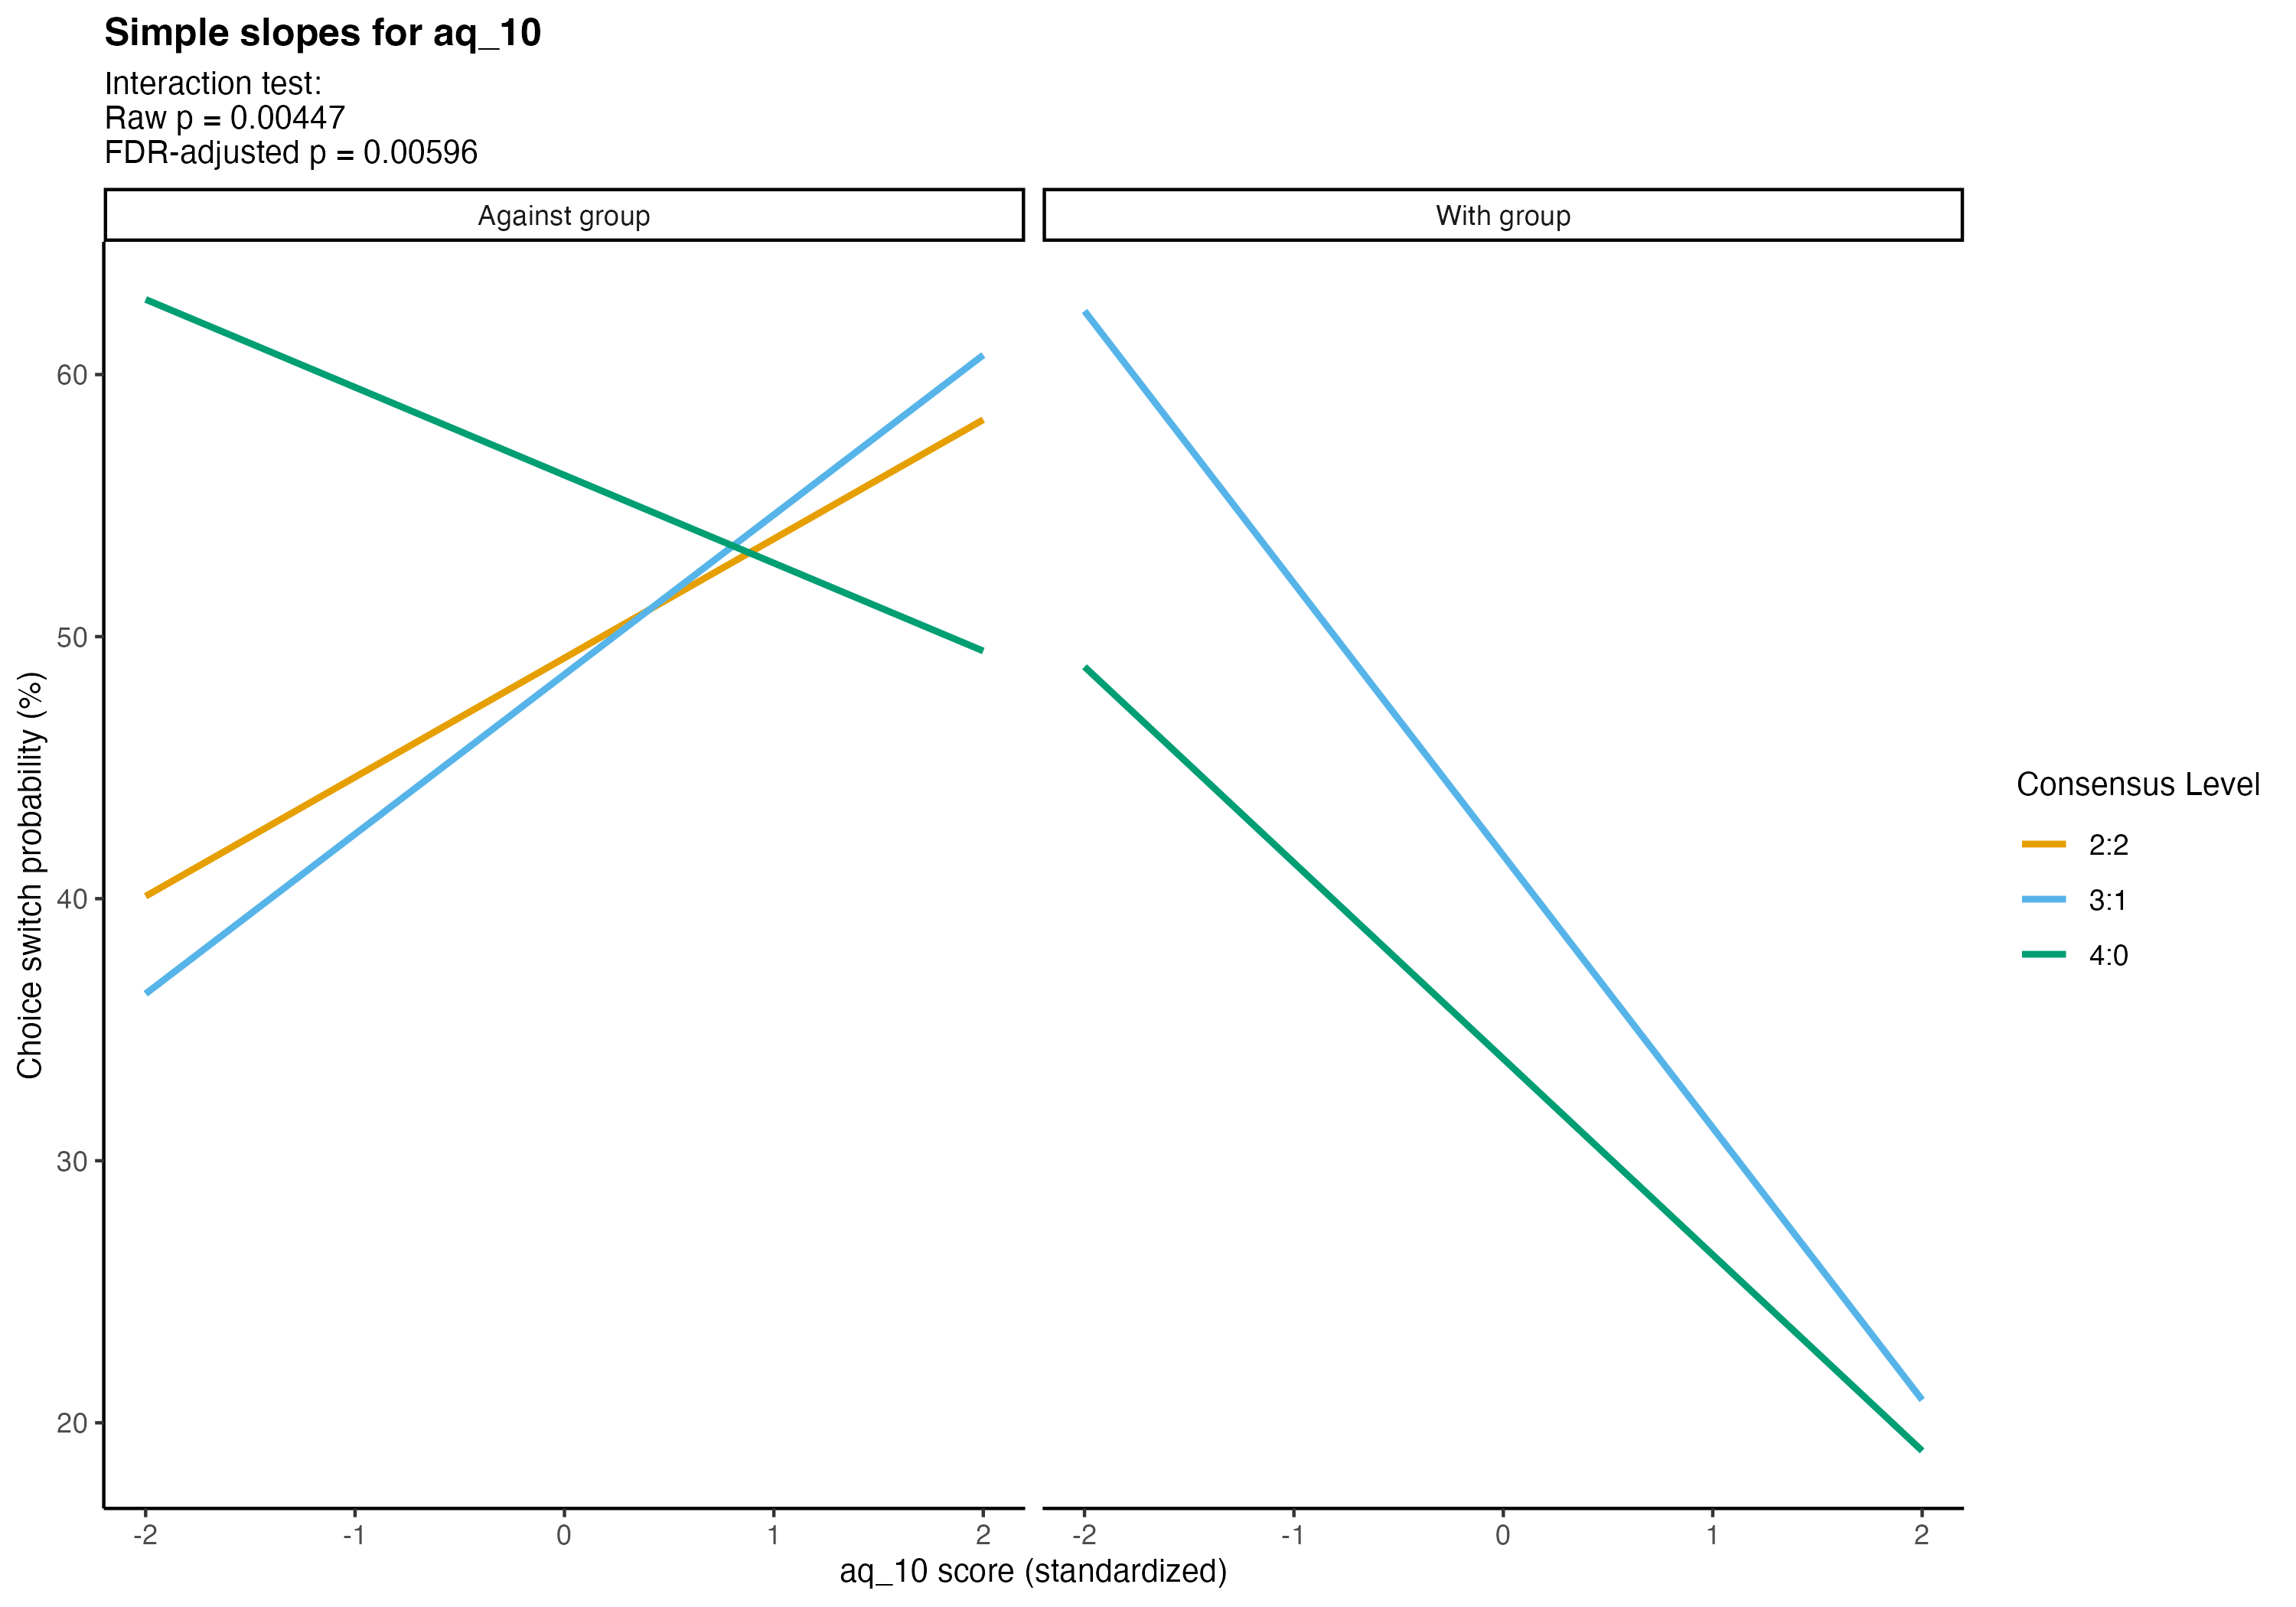 Simple slopes for aq_10
Interaction test:
Raw p = 0.00447
FDR-adjusted p = 0.00596
Against group
With group
Choice switch probability (%)
60
50
40
30
20
-2 -1 0 1 2
-2 -1 0 1 2
aq_10 score (standardized)
Consensus Level
2:2
3:1
4:0